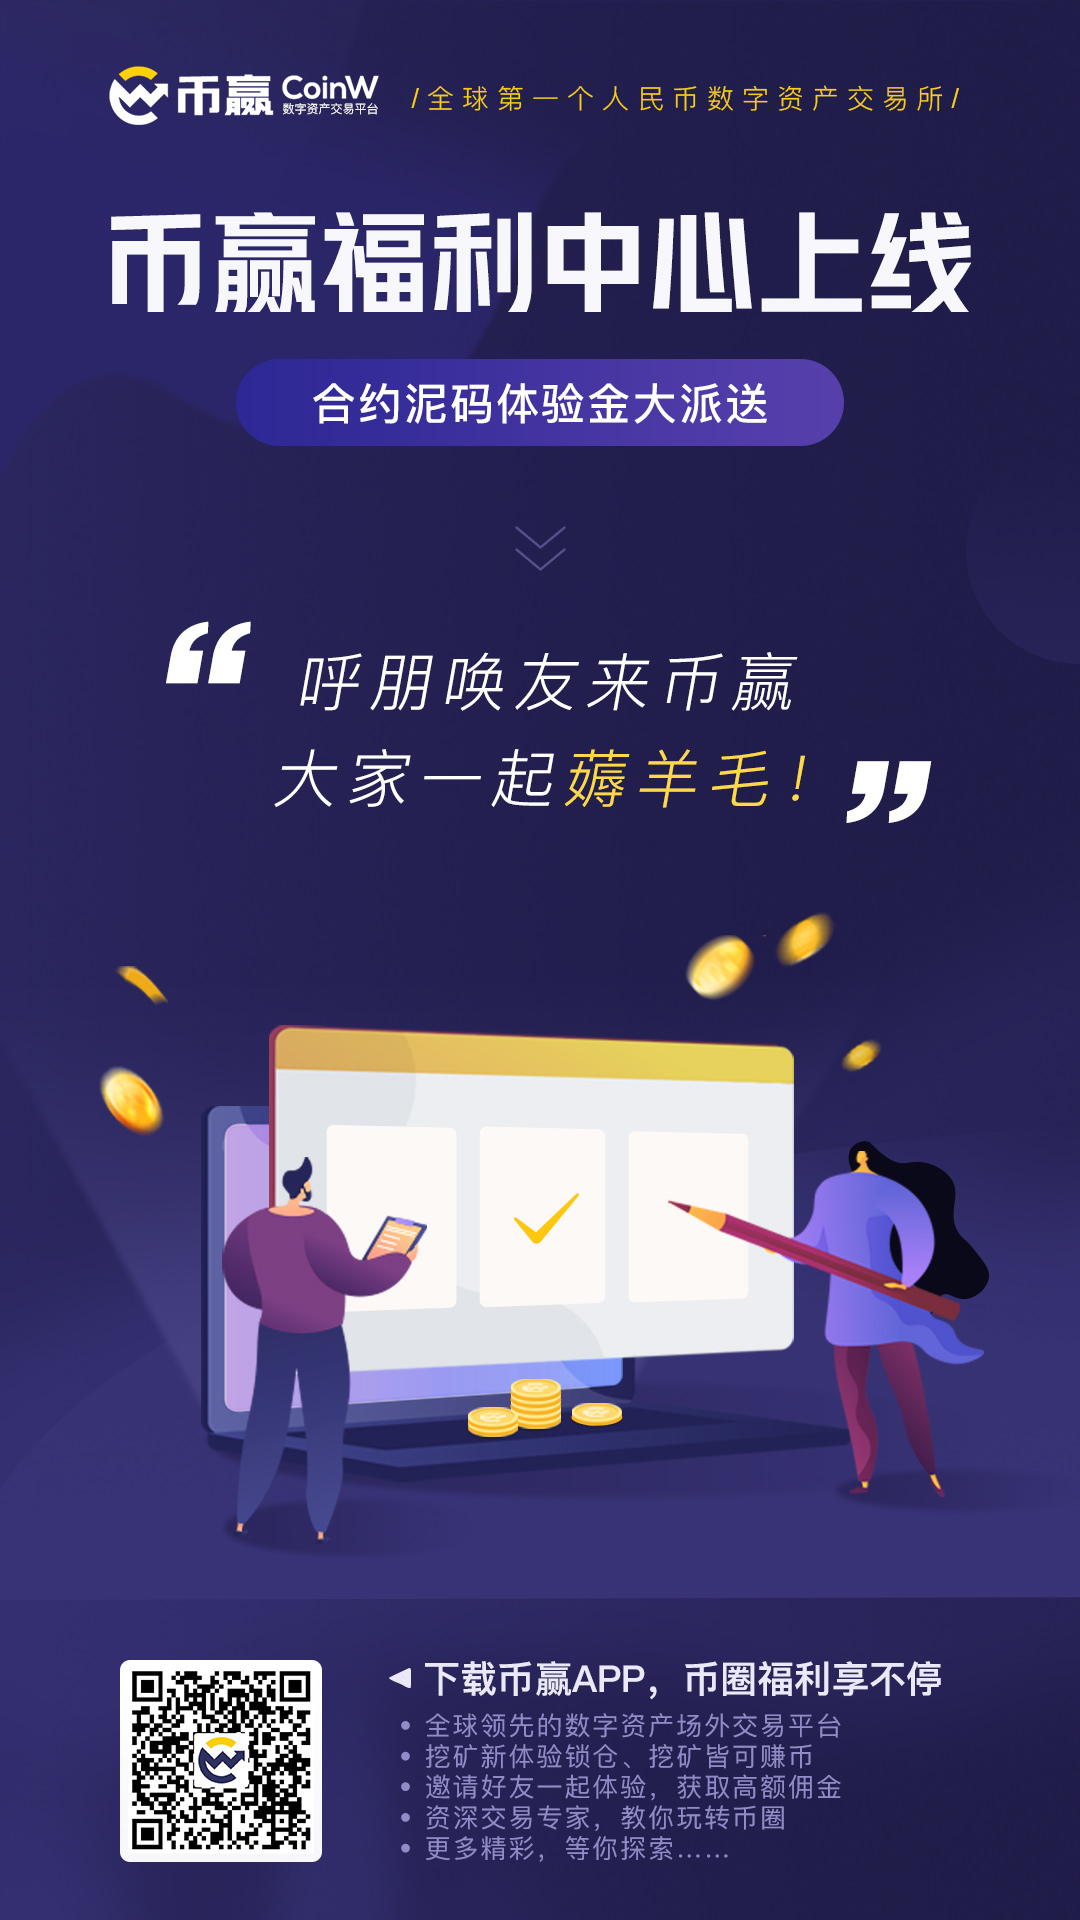 币赢 CoinW
数字资产交易平台
/全球第一个人民币数字资产交易所/
币赢福利中心上线
合约泥码体验金大派送
“呼朋唤友来币赢
大家一起薅羊毛！”
下载币赢APP，币圈福利享不停
• 全球领先的数字资产场外交易平台
• 挖矿新体验锁仓、挖矿皆可赚币
• 邀请好友一起体验，获取高额佣金
• 资深交易专家，教你玩转币圈
• 更多精彩，等你探索……